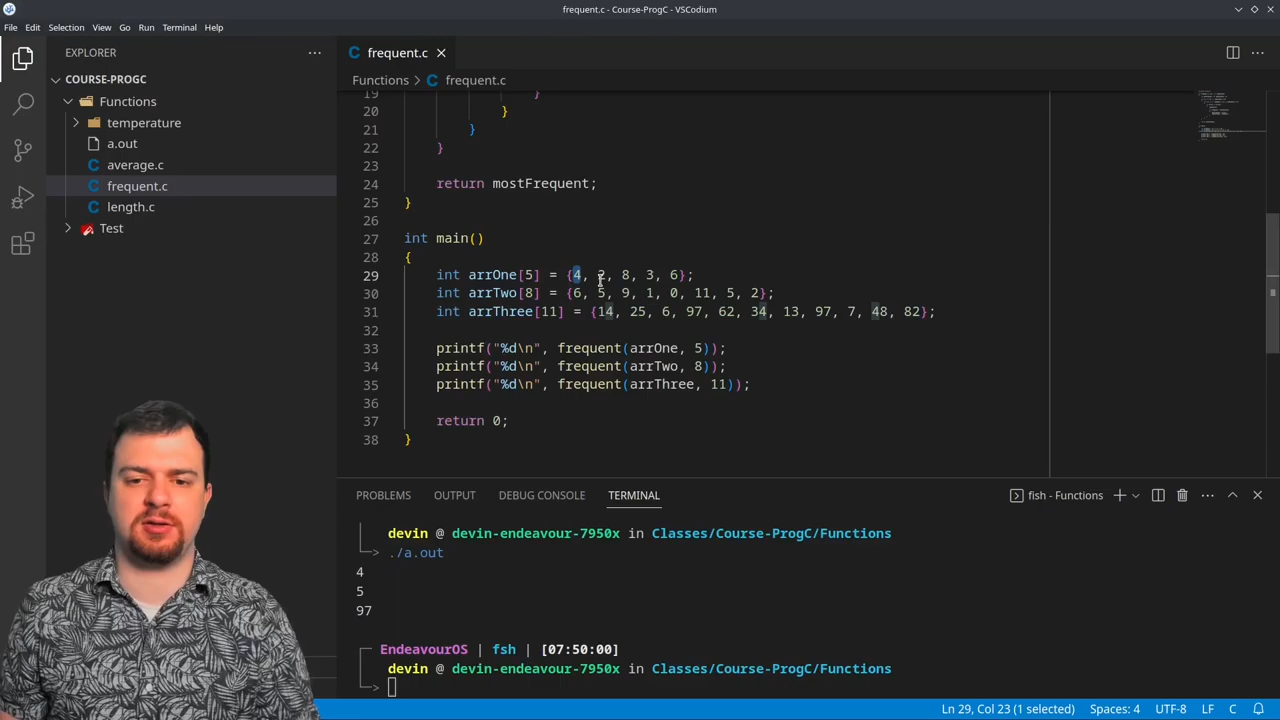 frequent.c - Course-ProgC - VSCodium
File Edit Selection View Go Run Terminal Help
EXPLORER
COURSE-PROGC
Functions
temperature
a.out
average.c
frequent.c
length.c
Test
frequent.c
Functions > frequent.c
19 }
20 }
21 }
22 }
23
24 return mostFrequent;
25 }
26
27 int main()
28 {
29 int arrOne[5] = {4, 2, 8, 3, 6};
30 int arrTwo[8] = {6, 5, 9, 1, 0, 11, 5, 2};
31 int arrThree[11] = {14, 25, 6, 97, 62, 34, 13, 97, 7, 48, 82};
32
33 printf("%d\n", frequent(arrOne, 5));
34 printf("%d\n", frequent(arrTwo, 8));
35 printf("%d\n", frequent(arrThree, 11));
36
37 return 0;
38 }
PROBLEMS OUTPUT DEBUG CONSOLE TERMINAL
fish - Functions
devin @ devin-endeavour-7950x in Classes/Course-ProgC/Functions
> ./a.out
4
5
97
EndeavourOS | fsh | [07:50:00]
devin @ devin-endeavour-7950x in Classes/Course-ProgC/Functions
>
Ln 29, Col 23 (1 selected) Spaces: 4 UTF-8 LF C